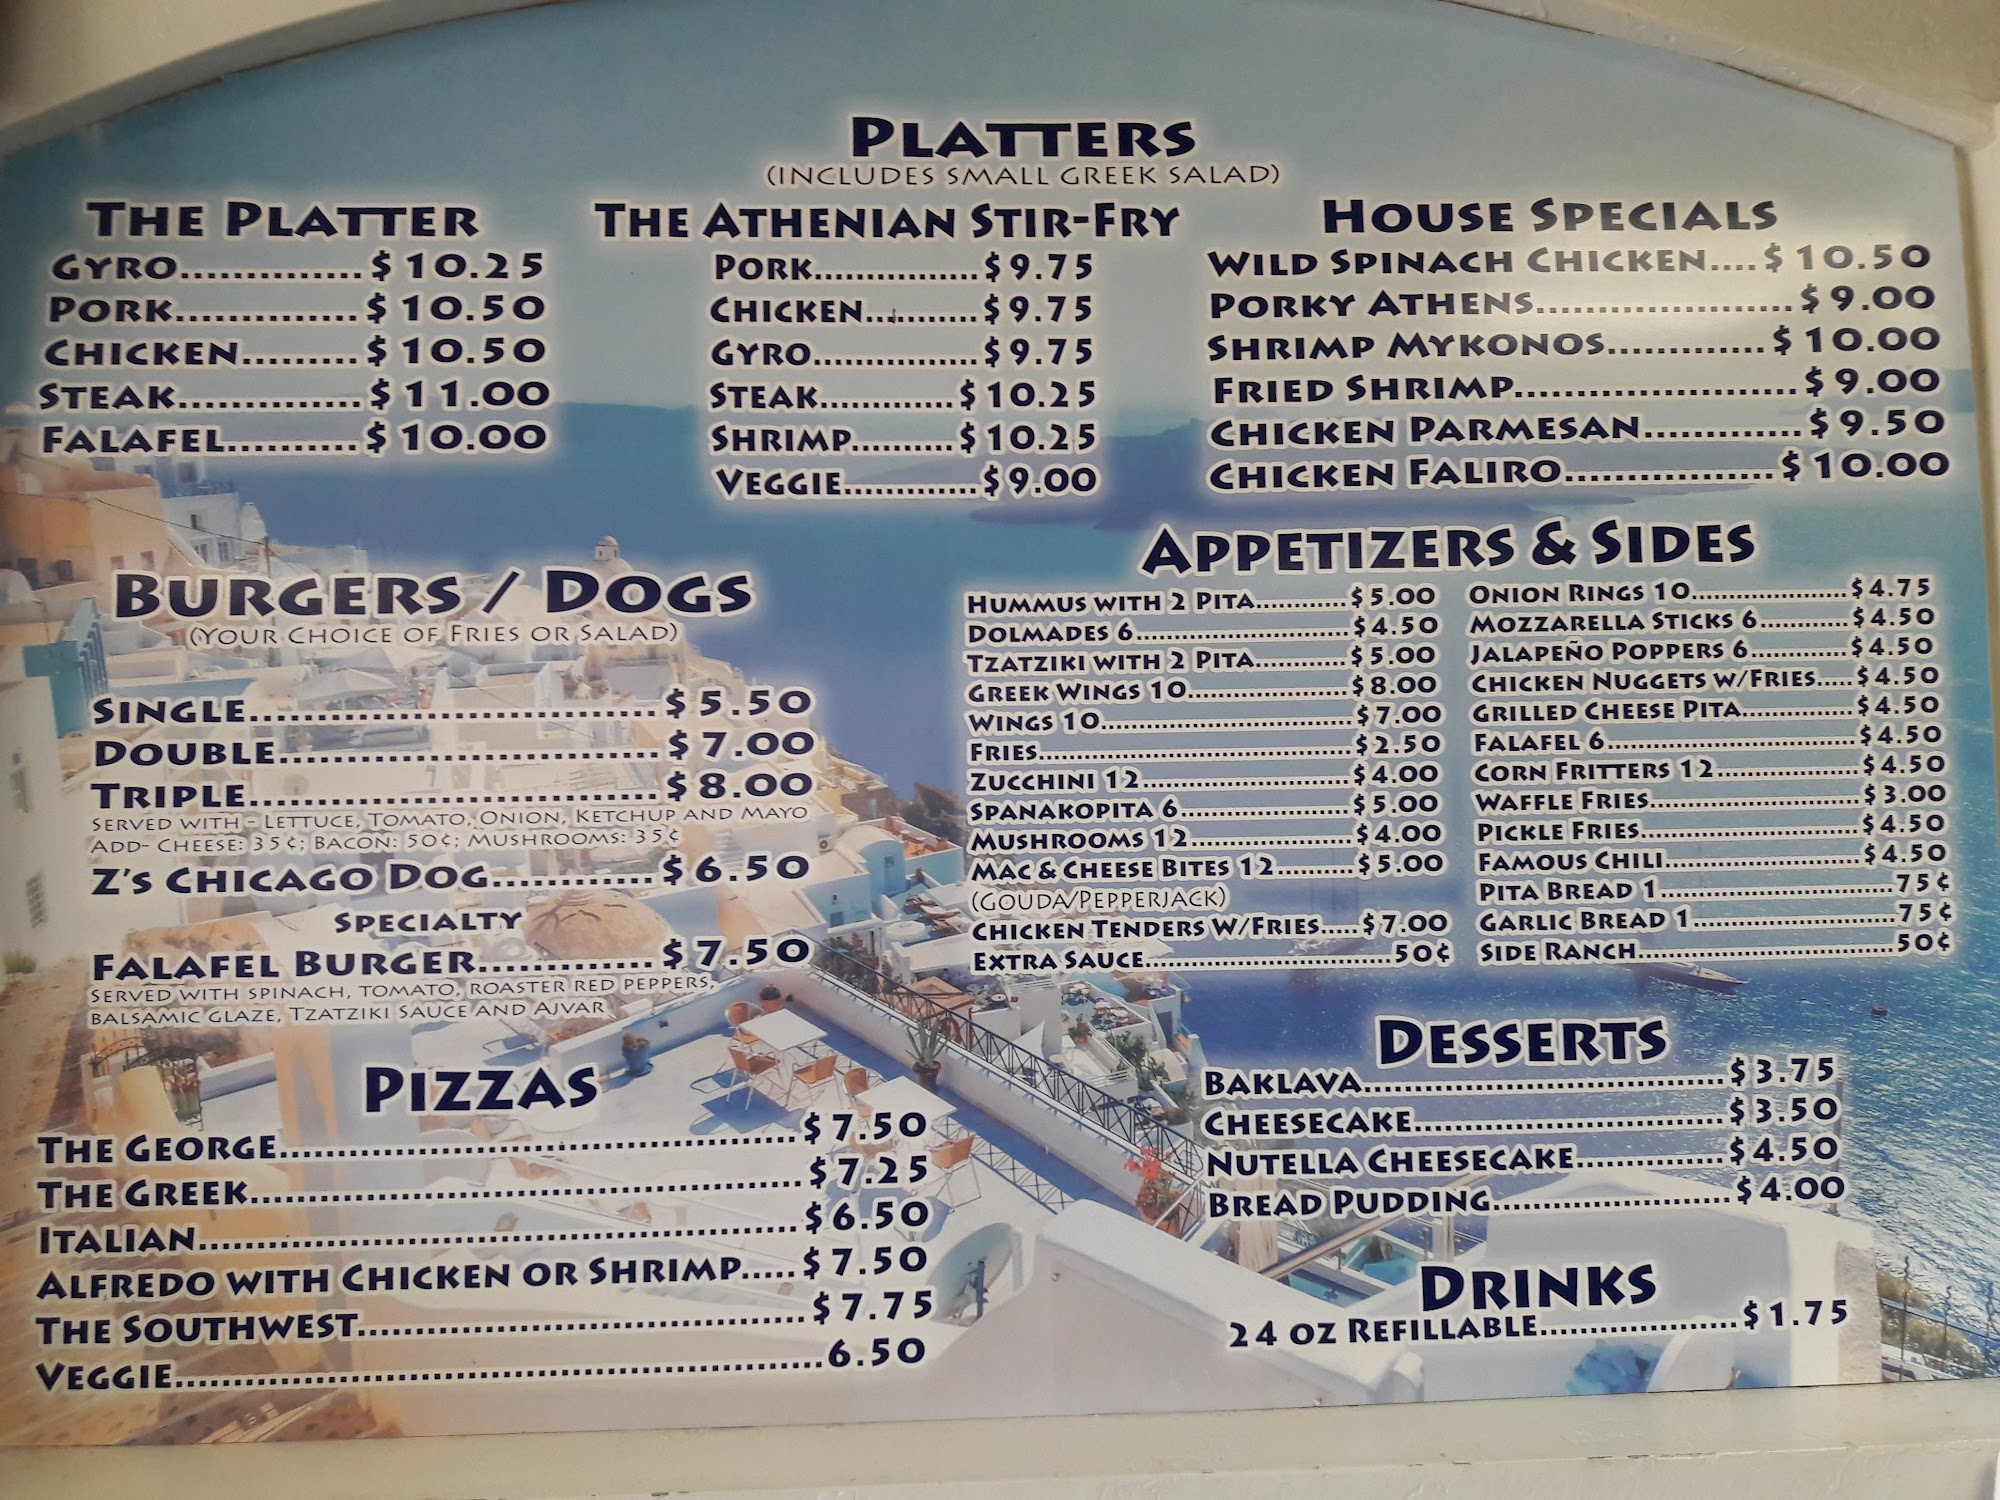 PLATTERS
(INCLUDES SMALL GREEK SALAD)
THE PLATTER
GYRO..............$10.25
PORK..............$10.50
CHICKEN.........$10.50
STEAK..............$11.00
FALAFEL..........$10.00
THE ATHENIAN STIR-FRY
PORK................$9.75
CHICKEN...........$9.75
GYRO................$9.75
STEAK.............$10.25
SHRIMP..........$10.25
VEGGIE.............$9.00
HOUSE SPECIALS
WILD SPINACH CHICKEN....$10.50
PORKY ATHENS.....................$9.00
SHRIMP MYKONOS.............$10.00
FRIED SHRIMP.......................$9.00
CHICKEN PARMESAN.............$9.50
CHICKEN FALIRO.................$10.00
BURGERS / DOGS
(YOUR CHOICE OF FRIES OR SALAD)
SINGLE...............................$5.50
DOUBLE.............................$7.00
TRIPLE...............................$8.00
SERVED WITH - LETTUCE, TOMATO, ONION, KETCHUP AND MAYO
ADD- CHEESE: 35¢; BACON: 50¢; MUSHROOMS: 35¢
Z'S CHICAGO DOG............$6.50
SPECIALTY
FALAFEL BURGER.............$7.50
SERVED WITH SPINACH, TOMATO, ROASTER RED PEPPERS,
BALSAMIC GLAZE, TZATZIKI SAUCE AND AJVAR
PIZZAS
THE GEORGE..............................................$7.50
THE GREEK.................................................$7.25
ITALIAN.....................................................$6.50
ALFREDO WITH CHICKEN OR SHRIMP.....$7.50
THE SOUTHWEST.......................................$7.75
VEGGIE........................................................6.50
APPETIZERS & SIDES
HUMMUS WITH 2 PITA............$5.00
DOLMADES 6............................$4.50
TZATZIKI WITH 2 PITA............$5.00
GREEK WINGS 10.....................$8.00
WINGS 10.................................$7.00
FRIES.........................................$2.50
ZUCCHINI 12............................$4.00
SPANAKOPITA 6.......................$5.00
MUSHROOMS 12......................$4.00
MAC & CHEESE BITES 12..........$5.00
(GOUDA/PEPPERJACK)
CHICKEN TENDERS W/FRIES.....$7.00
EXTRA SAUCE................................50¢
ONION RINGS 10....................$4.75
MOZZARELLA STICKS 6............$4.50
JALAPEÑO POPPERS 6.............$4.50
CHICKEN NUGGETS W/FRIES.....$4.50
GRILLED CHEESE PITA...............$4.50
FALAFEL 6.................................$4.50
CORN FRITTERS 12...................$4.50
WAFFLE FRIES............................$3.00
PICKLE FRIES.............................$4.50
FAMOUS CHILI..........................$4.50
PITA BREAD 1...............................75¢
GARLIC BREAD 1..........................75¢
SIDE RANCH.................................50¢
DESSERTS
BAKLAVA.......................................$3.75
CHEESECAKE.................................$3.50
NUTELLA CHEESECAKE................$4.50
BREAD PUDDING.........................$4.00
DRINKS
24 OZ REFILLABLE....................$1.75